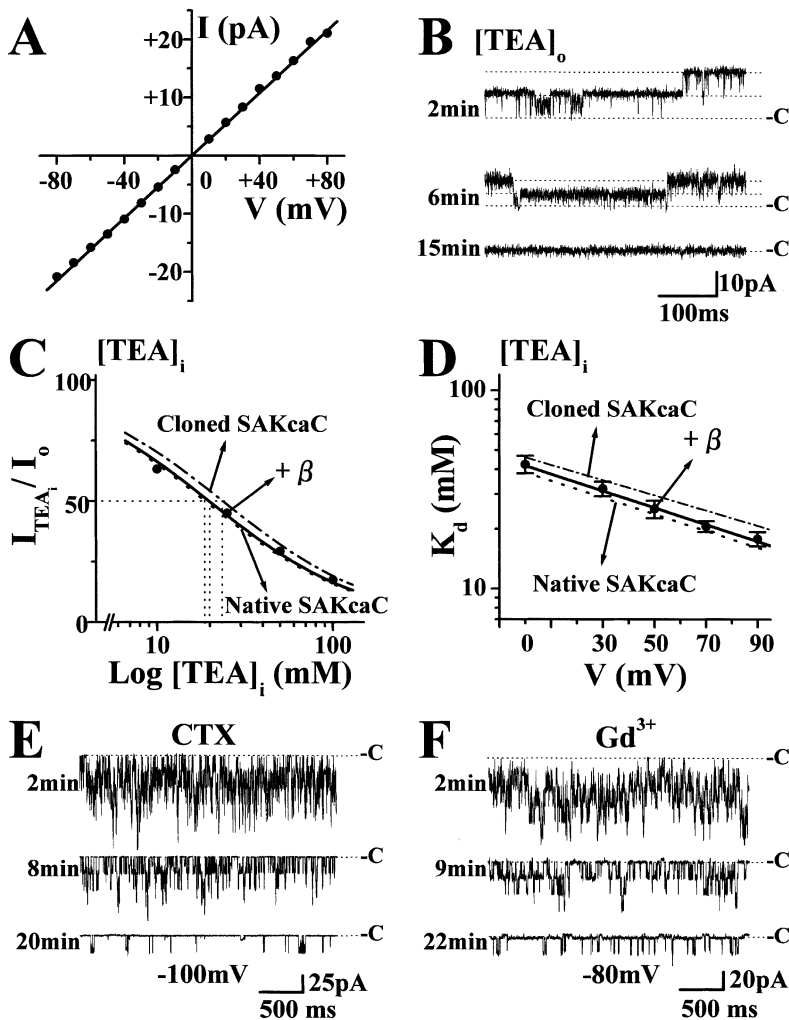 A
I (pA)
+20
+10
-80
-40
0
+40
+80
V (mV)
-10
-20
B
[TEA]o
2min
-C
6min
-C
15min
-C
10pA
100ms
C
[TEA]i
100
50
0
ITEAi / Io
Cloned SAKcaC
+ β
Native SAKcaC
10
100
Log [TEA]i (mM)
D
[TEA]i
100
10
Kd (mM)
Cloned SAKcaC
+ β
Native SAKcaC
0
30
50
70
90
V (mV)
E
CTX
2min
-C
8min
-C
20min
-C
-100mV
25pA
500 ms
F
Gd3+
2min
-C
9min
-C
22min
-C
-80mV
20pA
500 ms